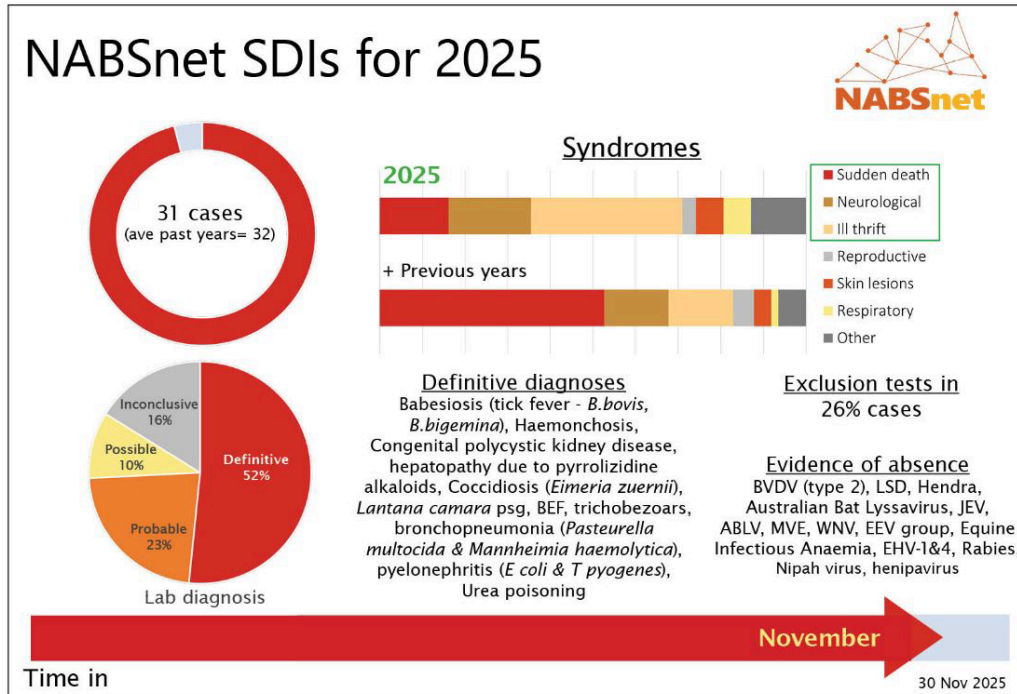 NABSnet SDIs for 2025
NABSnet
31 cases
(ave past years= 32)
Syndromes
2025
+ Previous years
Sudden death
Neurological
Ill thrift
Reproductive
Skin lesions
Respiratory
Other
Inconclusive
16%
Possible
10%
Probable
23%
Definitive
52%
Lab diagnosis
Definitive diagnoses
Babesiosis (tick fever - B.bovis,
B.bigemina), Haemonchosis,
Congenital polycystic kidney disease,
hepatopathy due to pyrrolizidine
alkaloids, Coccidiosis (Eimeria zuernii),
Lantana camara psg, BEF, trichobezoars,
bronchopneumonia (Pasteurella
multocida & Mannheimia haemolytica),
pyelonephritis (E coli & T pyogenes),
Urea poisoning
Exclusion tests in
26% cases
Evidence of absence
BVDV (type 2), LSD, Hendra,
Australian Bat Lyssavirus, JEV,
ABLV, MVE, WNV, EEV group, Equine
Infectious Anaemia, EHV-1&4, Rabies,
Nipah virus, henipavirus
November
Time in
30 Nov 2025